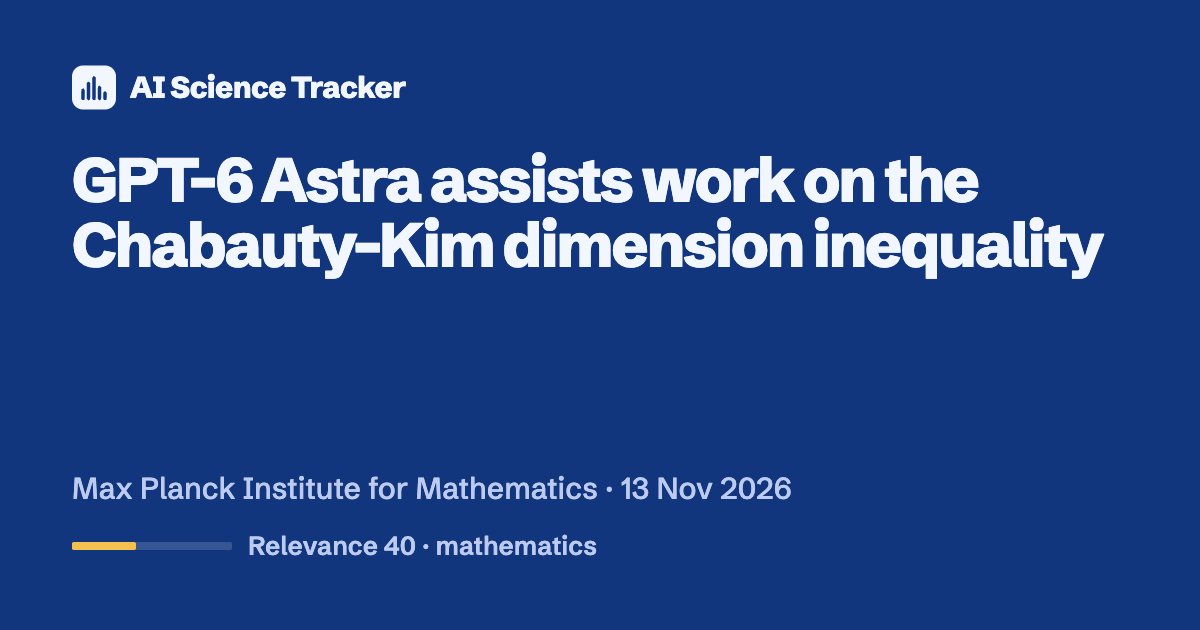 AI Science Tracker
GPT-6 Astra assists work on the
Chabauty-Kim dimension inequality
Max Planck Institute for Mathematics · 13 Nov 2026
Relevance 40 · mathematics